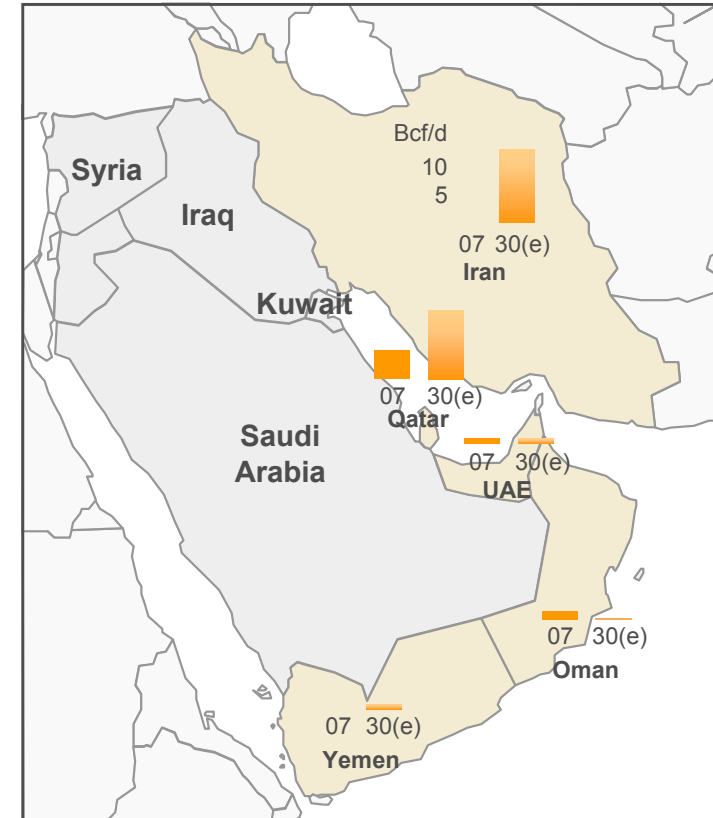 Bcf/d
10
5
Syria
Iraq
07 30(e)
Iran
Kuwait
07 30(e)
Qatar
Saudi
Arabia
07 30(e)
UAE
07 30(e)
Oman
07 30(e)
Yemen